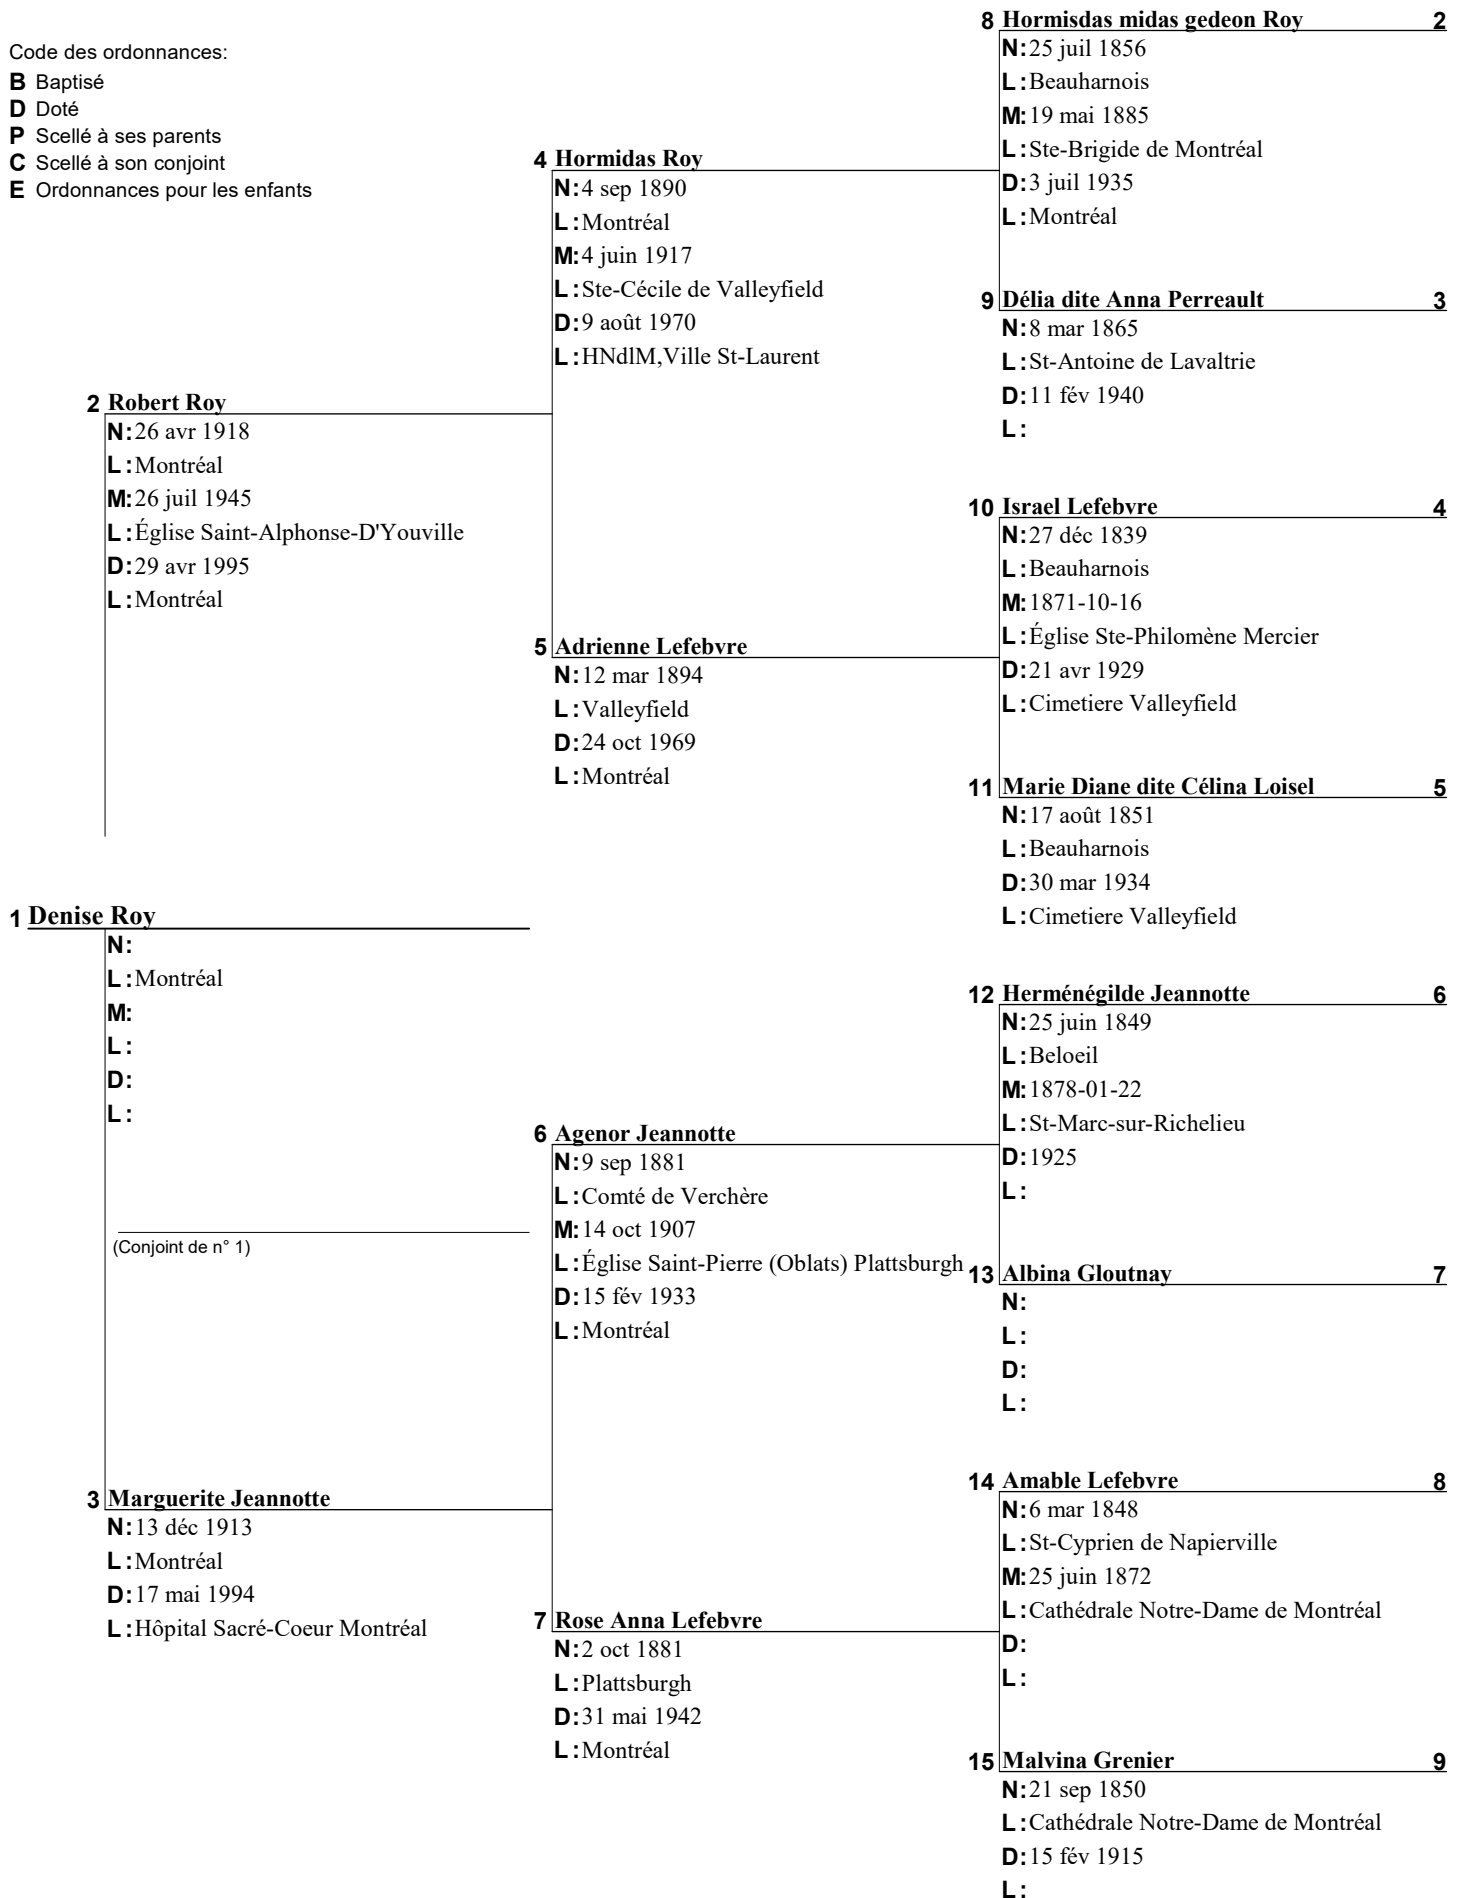 Code des ordonnances:
B Baptisé
D Doté
P Scellé à ses parents
C Scellé à son conjoint
E Ordonnances pour les enfants
8 Hormisdas midas gedeon Roy 2
N: 25 juil 1856
L: Beauharnois
M: 19 mai 1885
L: Ste-Brigide de Montréal
D: 3 juil 1935
L: Montréal
4 Hormidas Roy
N: 4 sep 1890
L: Montréal
M: 4 juin 1917
L: Ste-Cécile de Valleyfield
D: 9 août 1970
L: HNdlM,Ville St-Laurent
9 Délia dite Anna Perreault 3
N: 8 mar 1865
L: St-Antoine de Lavaltrie
D: 11 fév 1940
L:
2 Robert Roy
N: 26 avr 1918
L: Montréal
M: 26 juil 1945
L: Église Saint-Alphonse-D'Youville
D: 29 avr 1995
L: Montréal
10 Israel Lefebvre 4
N: 27 déc 1839
L: Beauharnois
M: 1871-10-16
L: Église Ste-Philomène Mercier
D: 21 avr 1929
L: Cimetiere Valleyfield
5 Adrienne Lefebvre
N: 12 mar 1894
L: Valleyfield
D: 24 oct 1969
L: Montréal
11 Marie Diane dite Célina Loisel 5
N: 17 août 1851
L: Beauharnois
D: 30 mar 1934
L: Cimetiere Valleyfield
1 Denise Roy
N:
L: Montréal
M:
L:
D:
L:
(Conjoint de n° 1)
12 Herménégilde Jeannotte 6
N: 25 juin 1849
L: Beloeil
M: 1878-01-22
L: St-Marc-sur-Richelieu
D: 1925
L:
6 Agenor Jeannotte
N: 9 sep 1881
L: Comté de Verchère
M: 14 oct 1907
L: Église Saint-Pierre (Oblats) Plattsburgh
D: 15 fév 1933
L: Montréal
13 Albina Gloutnay 7
N:
L:
D:
L:
3 Marguerite Jeannotte
N: 13 déc 1913
L: Montréal
D: 17 mai 1994
L: Hôpital Sacré-Coeur Montréal
14 Amable Lefebvre 8
N: 6 mar 1848
L: St-Cyprien de Napierville
M: 25 juin 1872
L: Cathédrale Notre-Dame de Montréal
D:
L:
7 Rose Anna Lefebvre
N: 2 oct 1881
L: Plattsburgh
D: 31 mai 1942
L: Montréal
15 Malvina Grenier 9
N: 21 sep 1850
L: Cathédrale Notre-Dame de Montréal
D: 15 fév 1915
L: